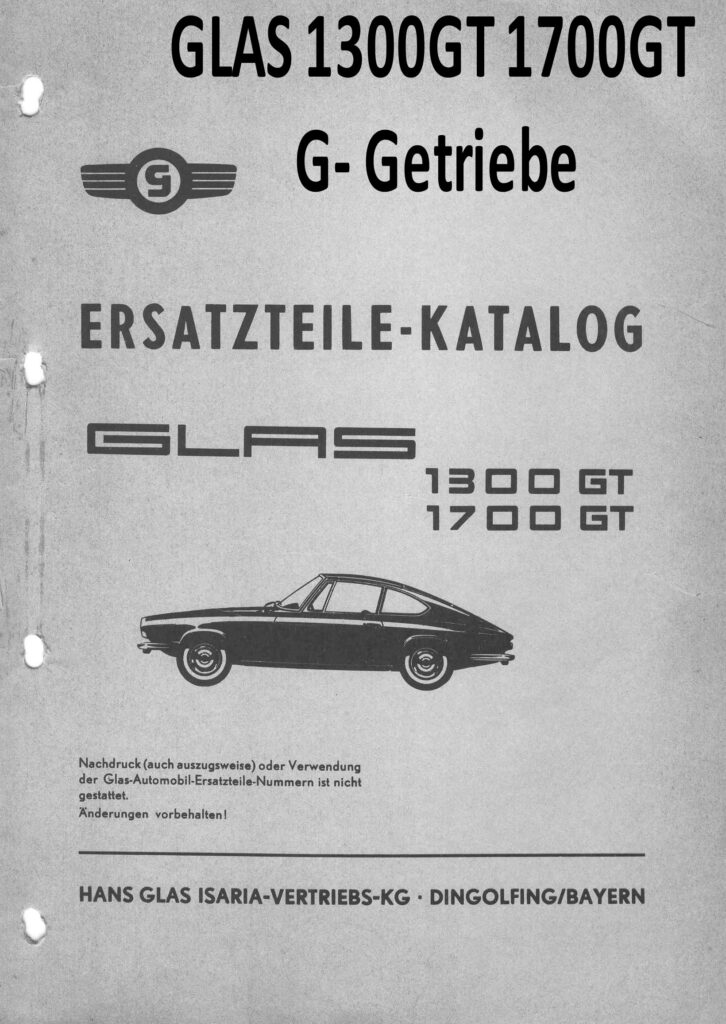 GLAS 1300GT 1700GT
G- Getriebe
G
ERSATZTEILE-KATALOG
GLAS
1300 GT
1700 GT
Nachdruck (auch auszugsweise) oder Verwendung
der Glas-Automobil-Ersatzteile-Nummern ist nicht
gestattet.
Änderungen vorbehalten!
HANS GLAS ISARIA-VERTRIEBS-KG · DINGOLFING/BAYERN